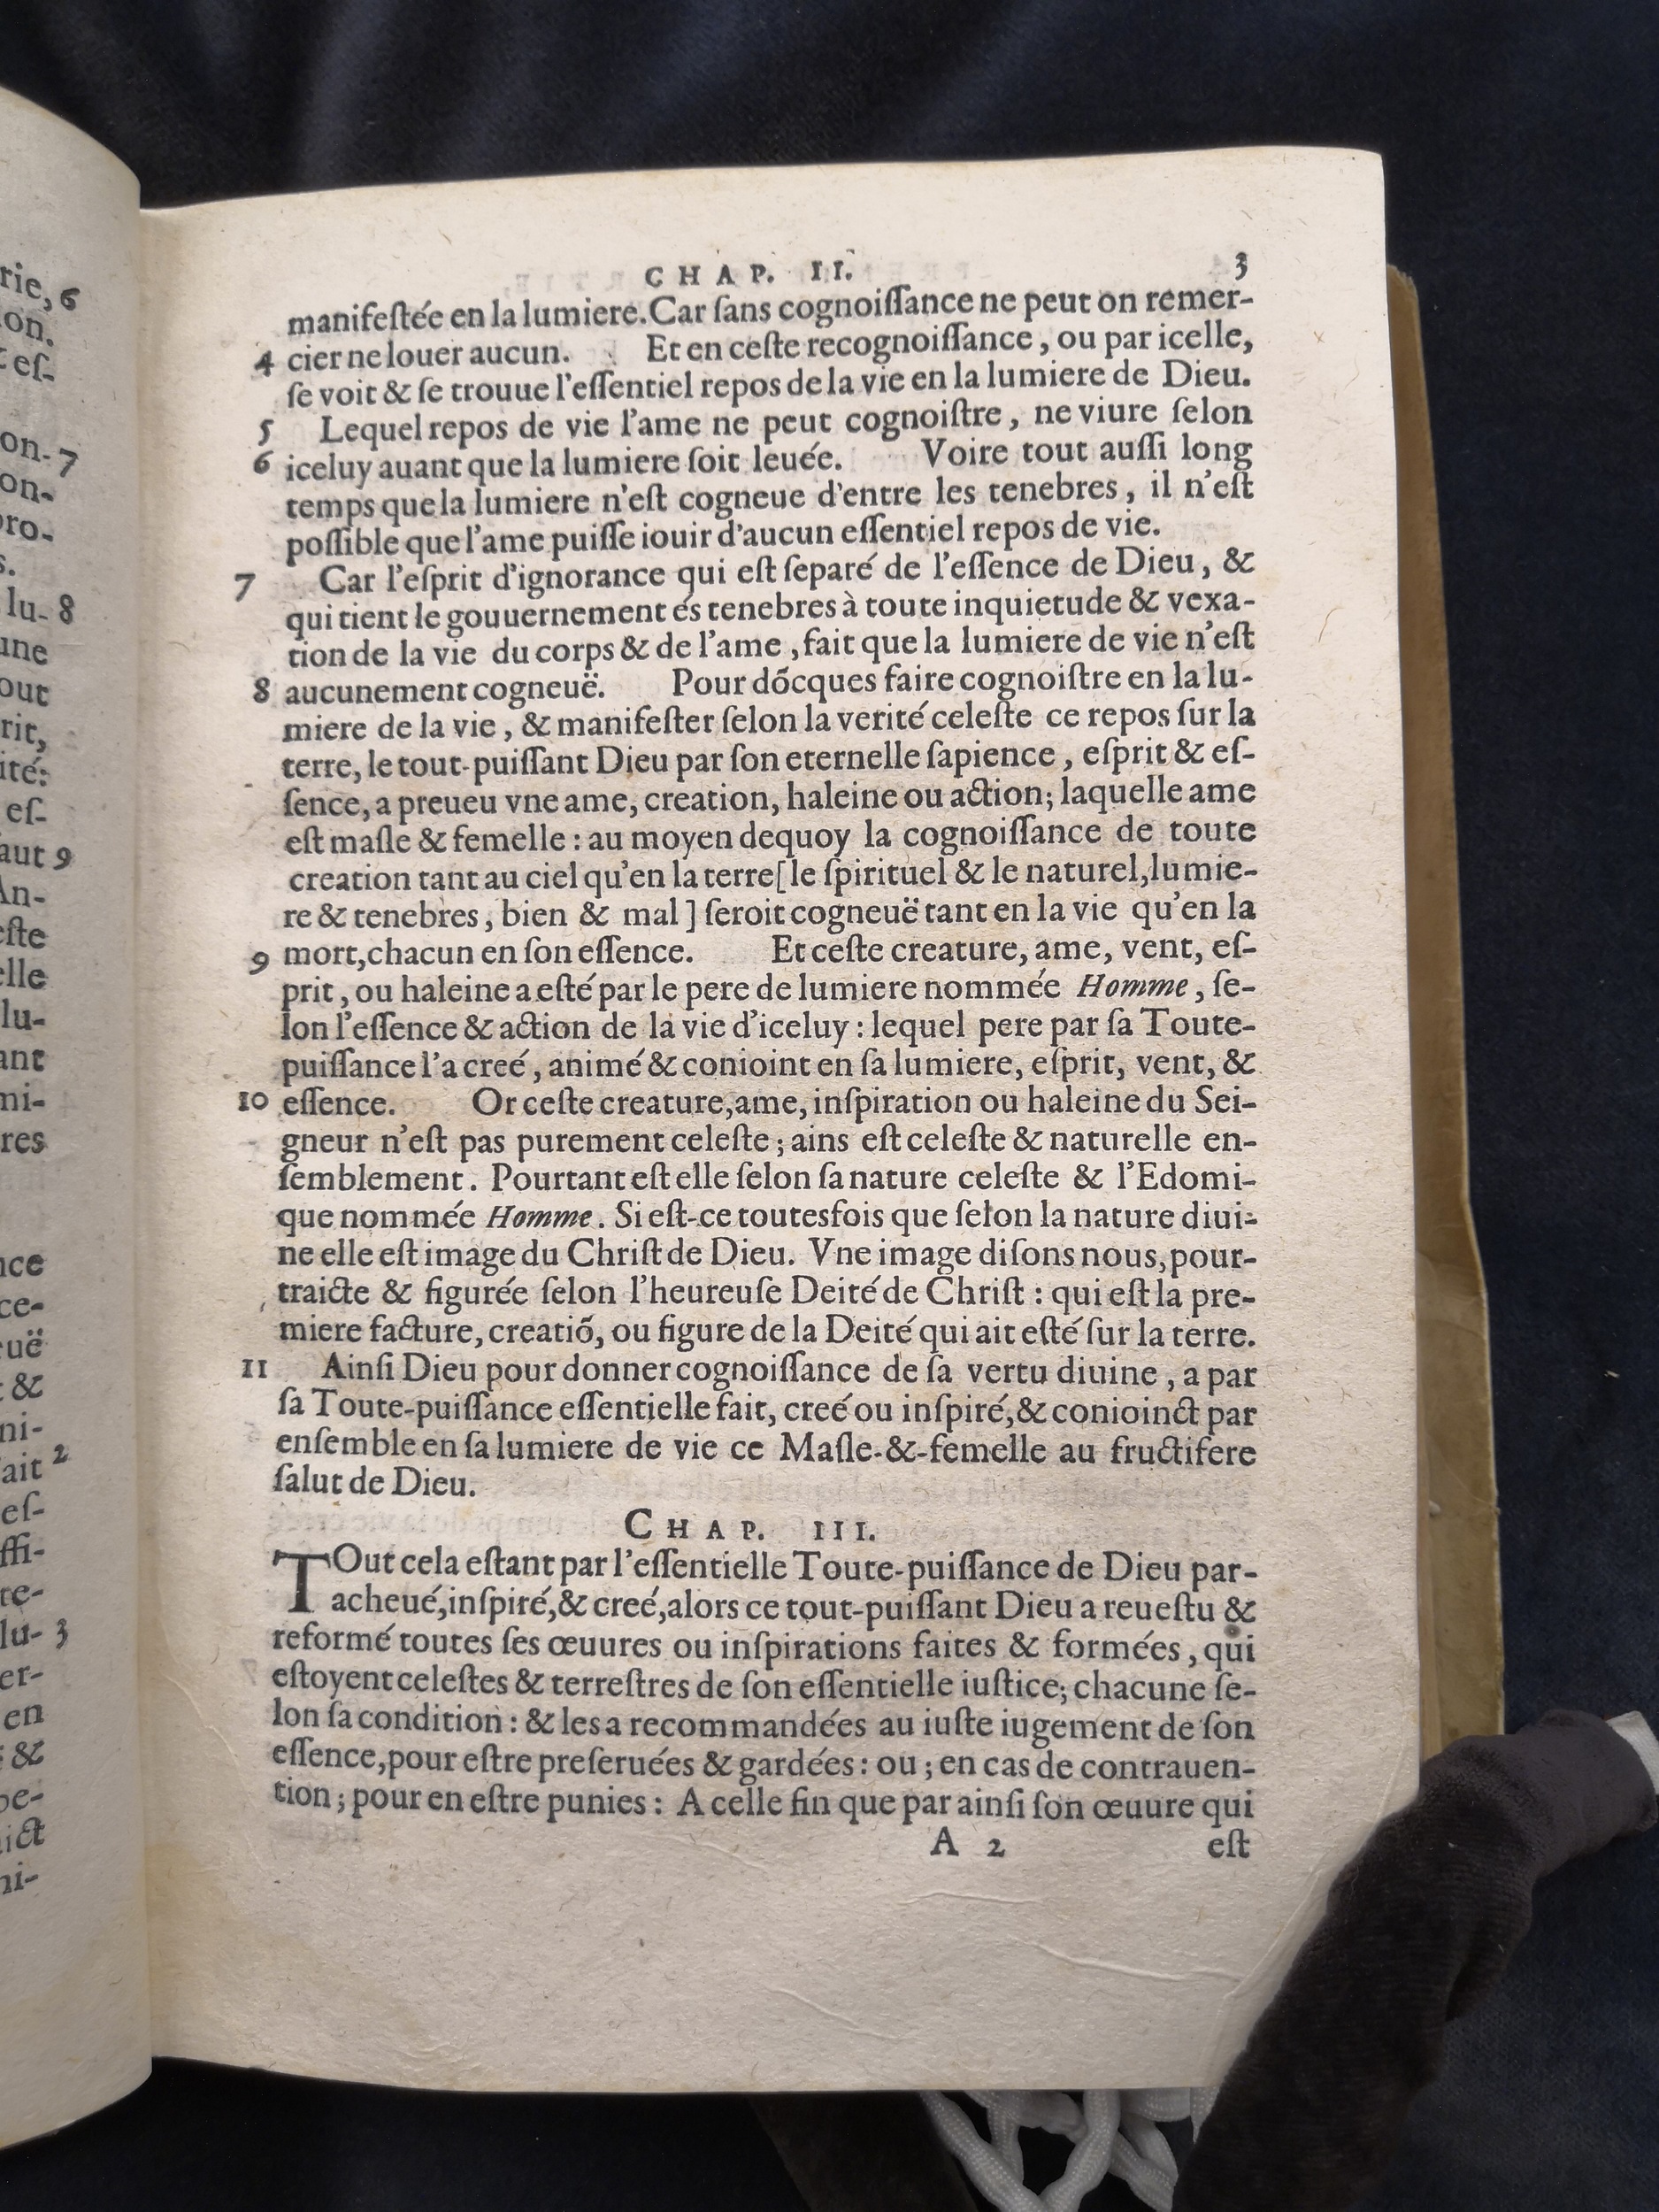 CHAP. II. 3
manifeſtée en la lumiere. Car ſans cognoiſſance ne peut on remer-
4 cier ne louer aucun. Et en ceſte recognoiſſance, ou par icelle,
ſe voit & ſe trouue l'eſſentiel repos de la vie en la lumiere de Dieu.
5 Lequel repos de vie l'ame ne peut cognoiſtre, ne viure ſelon
6 iceluy auant que la lumiere ſoit leuée. Voire tout auſſi long
temps que la lumiere n'eſt cogneue d'entre les tenebres, il n'eſt
poſſible que l'ame puiſſe iouir d'aucun eſſentiel repos de vie.
7 Car l'eſprit d'ignorance qui eſt ſeparé de l'eſſence de Dieu, &
qui tient le gouuernement és tenebres à toute inquietude & vexa-
tion de la vie du corps & de l'ame, fait que la lumiere de vie n'eſt
8 aucunement cogneuë. Pour dõcques faire cognoiſtre en la lu-
miere de la vie, & manifeſter ſelon la verité celeſte ce repos ſur la
terre, le tout-puiſſant Dieu par ſon eternelle ſapience, eſprit & eſ-
ſence, a preueu vne ame, creation, haleine ou action; laquelle ame
eſt maſle & femelle: au moyen dequoy la cognoiſſance de toute
creation tant au ciel qu'en la terre [le ſpirituel & le naturel, lumie-
re & tenebres, bien & mal] ſeroit cogneuë tant en la vie qu'en la
9 mort, chacun en ſon eſſence. Et ceſte creature, ame, vent, eſ-
prit, ou haleine a eſté par le pere de lumiere nommée Homme, ſe-
lon l'eſſence & action de la vie d'iceluy: lequel pere par ſa Toute-
puiſſance l'a creé, animé & conioint en ſa lumiere, eſprit, vent, &
10 eſſence. Or ceſte creature, ame, inſpiration ou haleine du Sei-
gneur n'eſt pas purement celeſte; ains eſt celeſte & naturelle en-
ſemblement. Pourtant eſt elle ſelon ſa nature celeſte & l'Edomi-
que nommée Homme. Si eſt-ce toutesfois que ſelon la nature diui-
ne elle eſt image du Chriſt de Dieu. Vne image diſons nous, pour-
traicte & figurée ſelon l'heureuſe Deité de Chriſt: qui eſt la pre-
miere facture, creatiõ, ou figure de la Deité qui ait eſté ſur la terre.
11 Ainſi Dieu pour donner cognoiſſance de ſa vertu diuine, a par
ſa Toute-puiſſance eſſentielle fait, creé ou inſpiré, & conioinct par
enſemble en ſa lumiere de vie ce Maſle-&-femelle au fructifere
ſalut de Dieu.
CHAP. III.
TOut cela eſtant par l'eſſentielle Toute-puiſſance de Dieu par-
acheué, inſpiré, & creé, alors ce tout-puiſſant Dieu a reueſtu &
reformé toutes ſes œuures ou inſpirations faites & formées, qui
eſtoyent celeſtes & terreſtres de ſon eſſentielle iuſtice; chacune ſe-
lon ſa condition: & les a recommandées au iuſte iugement de ſon
eſſence, pour eſtre preſeruées & gardées: ou; en cas de contrauen-
tion; pour en eſtre punies: A celle fin que par ainſi ſon œuure qui
A 2 eſt